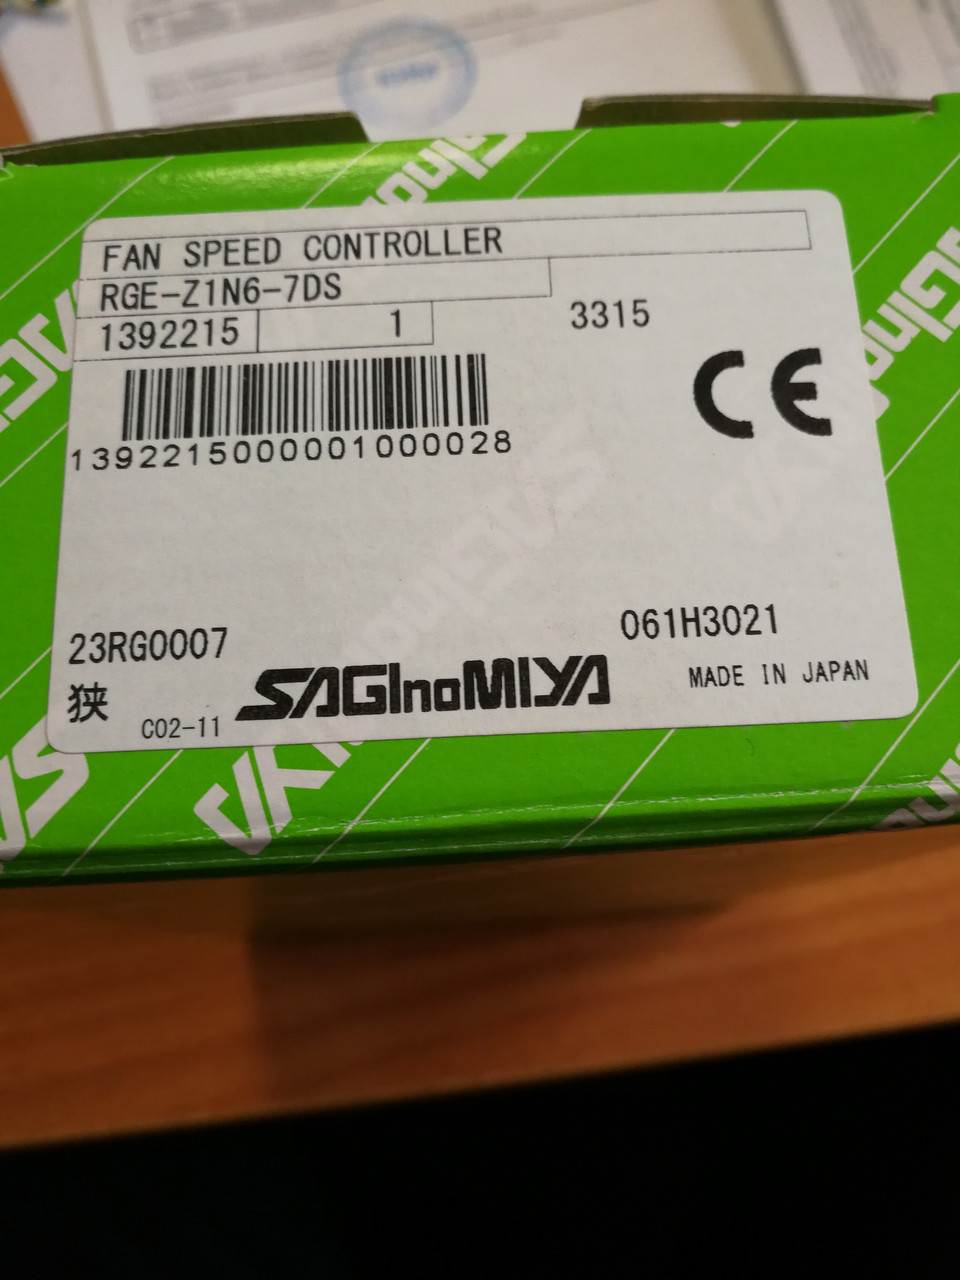 FAN SPEED CONTROLLER
RGE-Z1N6-7DS
1392215 1 3315
CE
1392215000001000028
23RG0007 061H3021
狭 C02-11 SAGInoMIYA MADE IN JAPAN